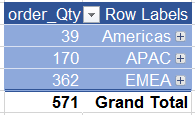 order_Qty Row Labels
39 Americas
170 APAC
362 EMEA
571 Grand Total